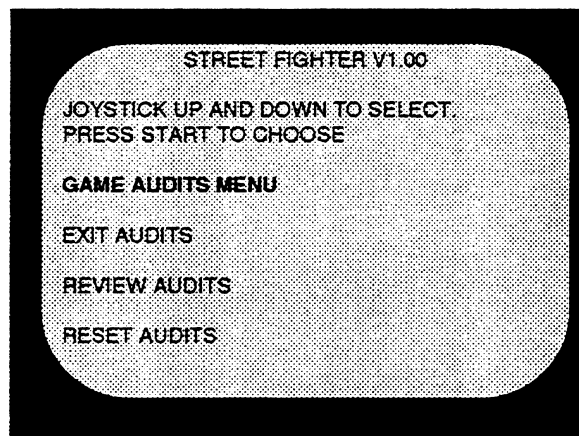 STREET FIGHTER V1.00
JOYSTICK UP AND DOWN TO SELECT.
PRESS START TO CHOOSE
GAME AUDITS MENU
EXIT AUDITS
REVIEW AUDITS
RESET AUDITS